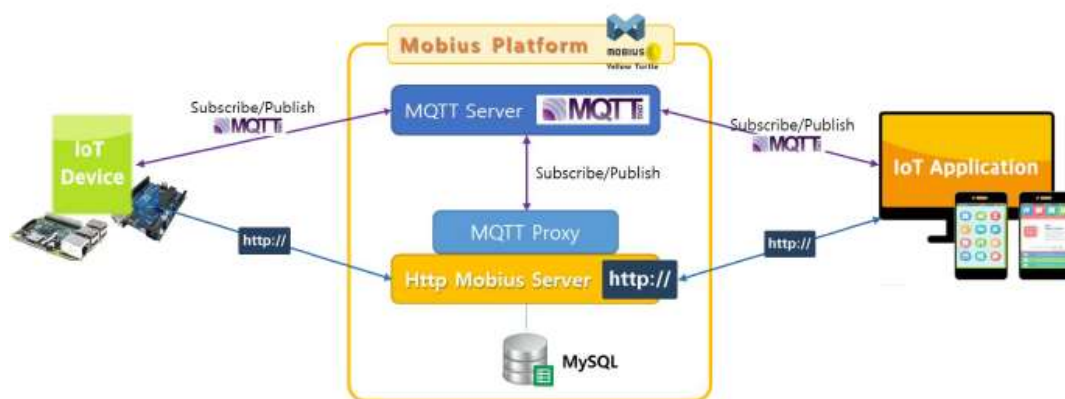 Mobius Platform
MOBIUS
Yellow Turtle
Subscribe/Publish
MQTT
MQTT Server
MQTT
Subscribe/Publish
MQTT
IoT
Device
IoT Application
Subscribe/Publish
MQTT Proxy
http://
Http Mobius Server
http://
http://
MySQL